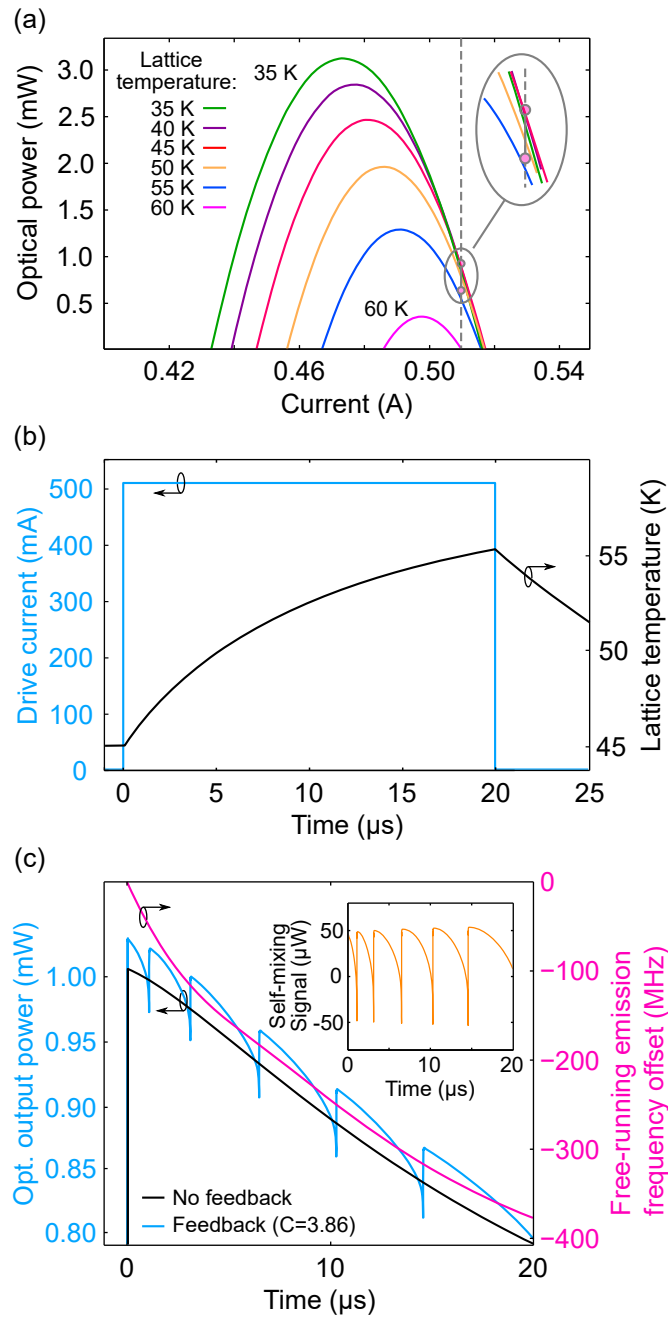 (a)
Optical power (mW)
3.0
2.5
2.0
1.5
1.0
0.5
Lattice
temperature:
35 K
40 K
45 K
50 K
55 K
60 K
35 K
60 K
0.42
0.46
0.50
0.54
Current (A)
(b)
Drive current (mA)
500
400
300
200
100
0
0
5
10
15
20
25
Time (µs)
55
50
45
Lattice temperature (K)
(c)
Opt. output power (mW)
1.00
0.95
0.90
0.85
0.80
Self-mixing
Signal (µW)
50
0
-50
0
5
10
15
20
Time (µs)
No feedback
Feedback (C=3.86)
0
−100
−200
−300
−400
Free-running emission
frequency offset (MHz)
0
10
20
Time (µs)